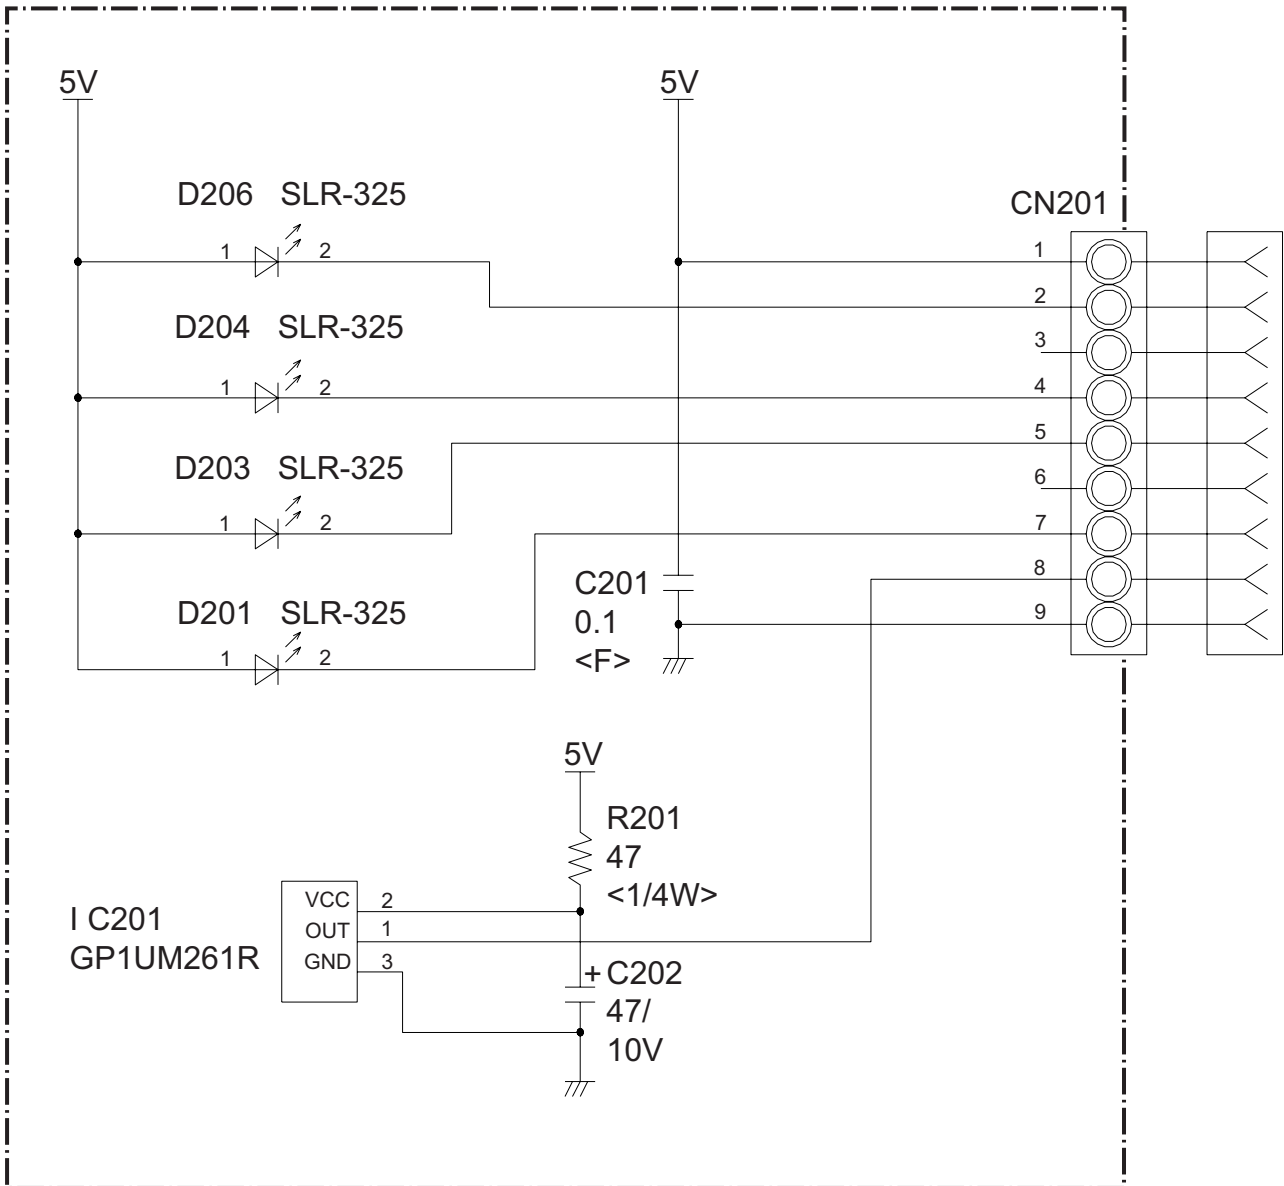 5V
5V
D206 SLR-325
CN201
1 2
1
2
D204 SLR-325
3
1 2
4
5
D203 SLR-325
6
1 2
7
C201
0.1
<F>
8
D201 SLR-325
9
1 2
5V
R201
47
<1/4W>
I C201
GP1UM261R
VCC 2
OUT 1
GND 3
+ C202
47/
10V